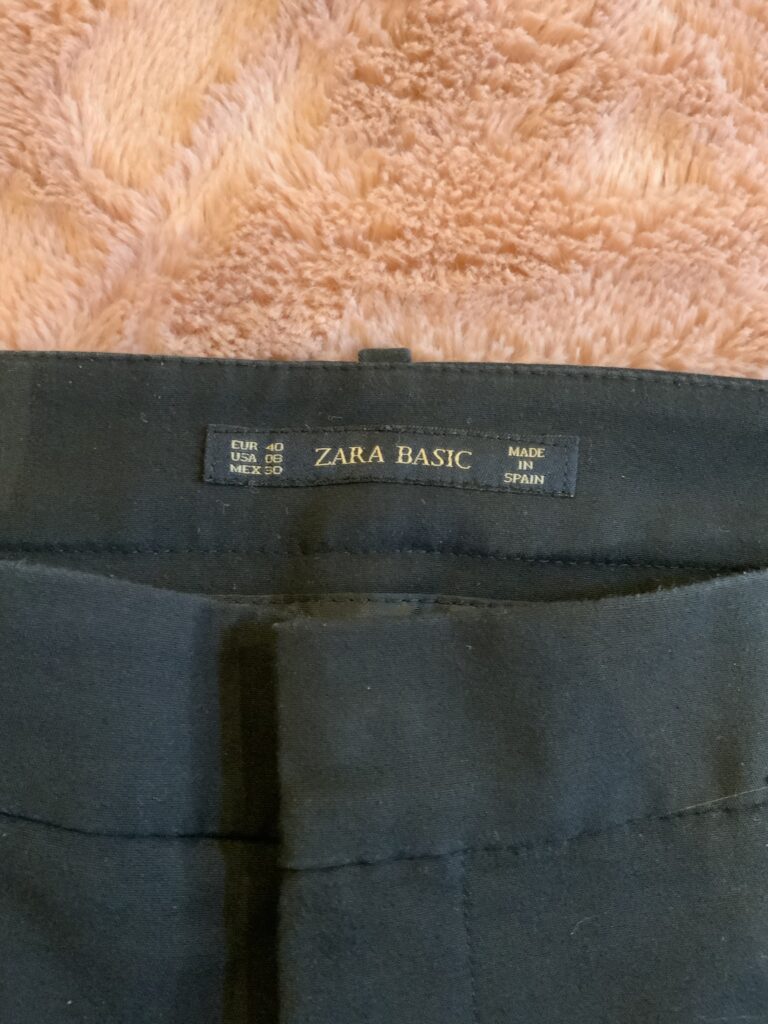 EUR 40
USA 08
MEX 30
ZARA BASIC
MADE
IN
SPAIN